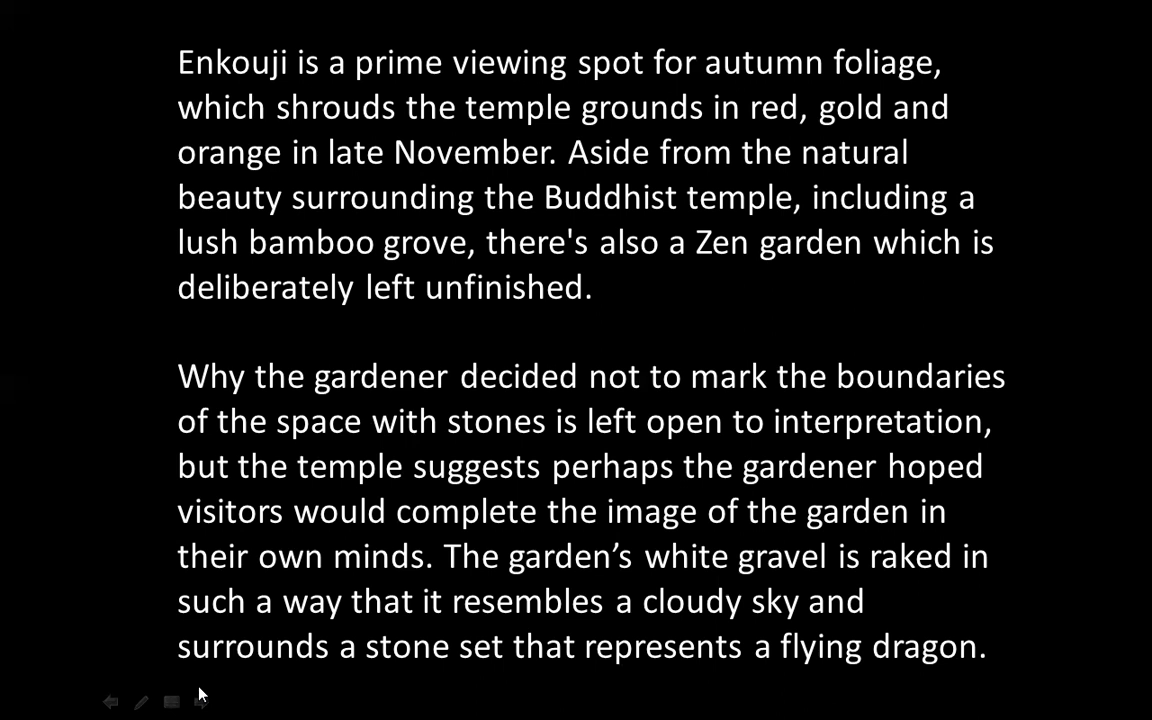 Enkouji is a prime viewing spot for autumn foliage,
which shrouds the temple grounds in red, gold and
orange in late November. Aside from the natural
beauty surrounding the Buddhist temple, including a
lush bamboo grove, there's also a Zen garden which is
deliberately left unfinished.
Why the gardener decided not to mark the boundaries
of the space with stones is left open to interpretation,
but the temple suggests perhaps the gardener hoped
visitors would complete the image of the garden in
their own minds. The garden’s white gravel is raked in
such a way that it resembles a cloudy sky and
surrounds a stone set that represents a flying dragon.